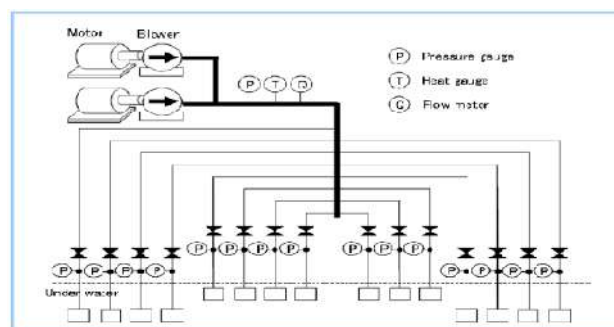 Motor Blower
P Pressure gauge
P T
T Heat gauge
G Flow meter
P P P P P P P
P P P P P P P P
Under water